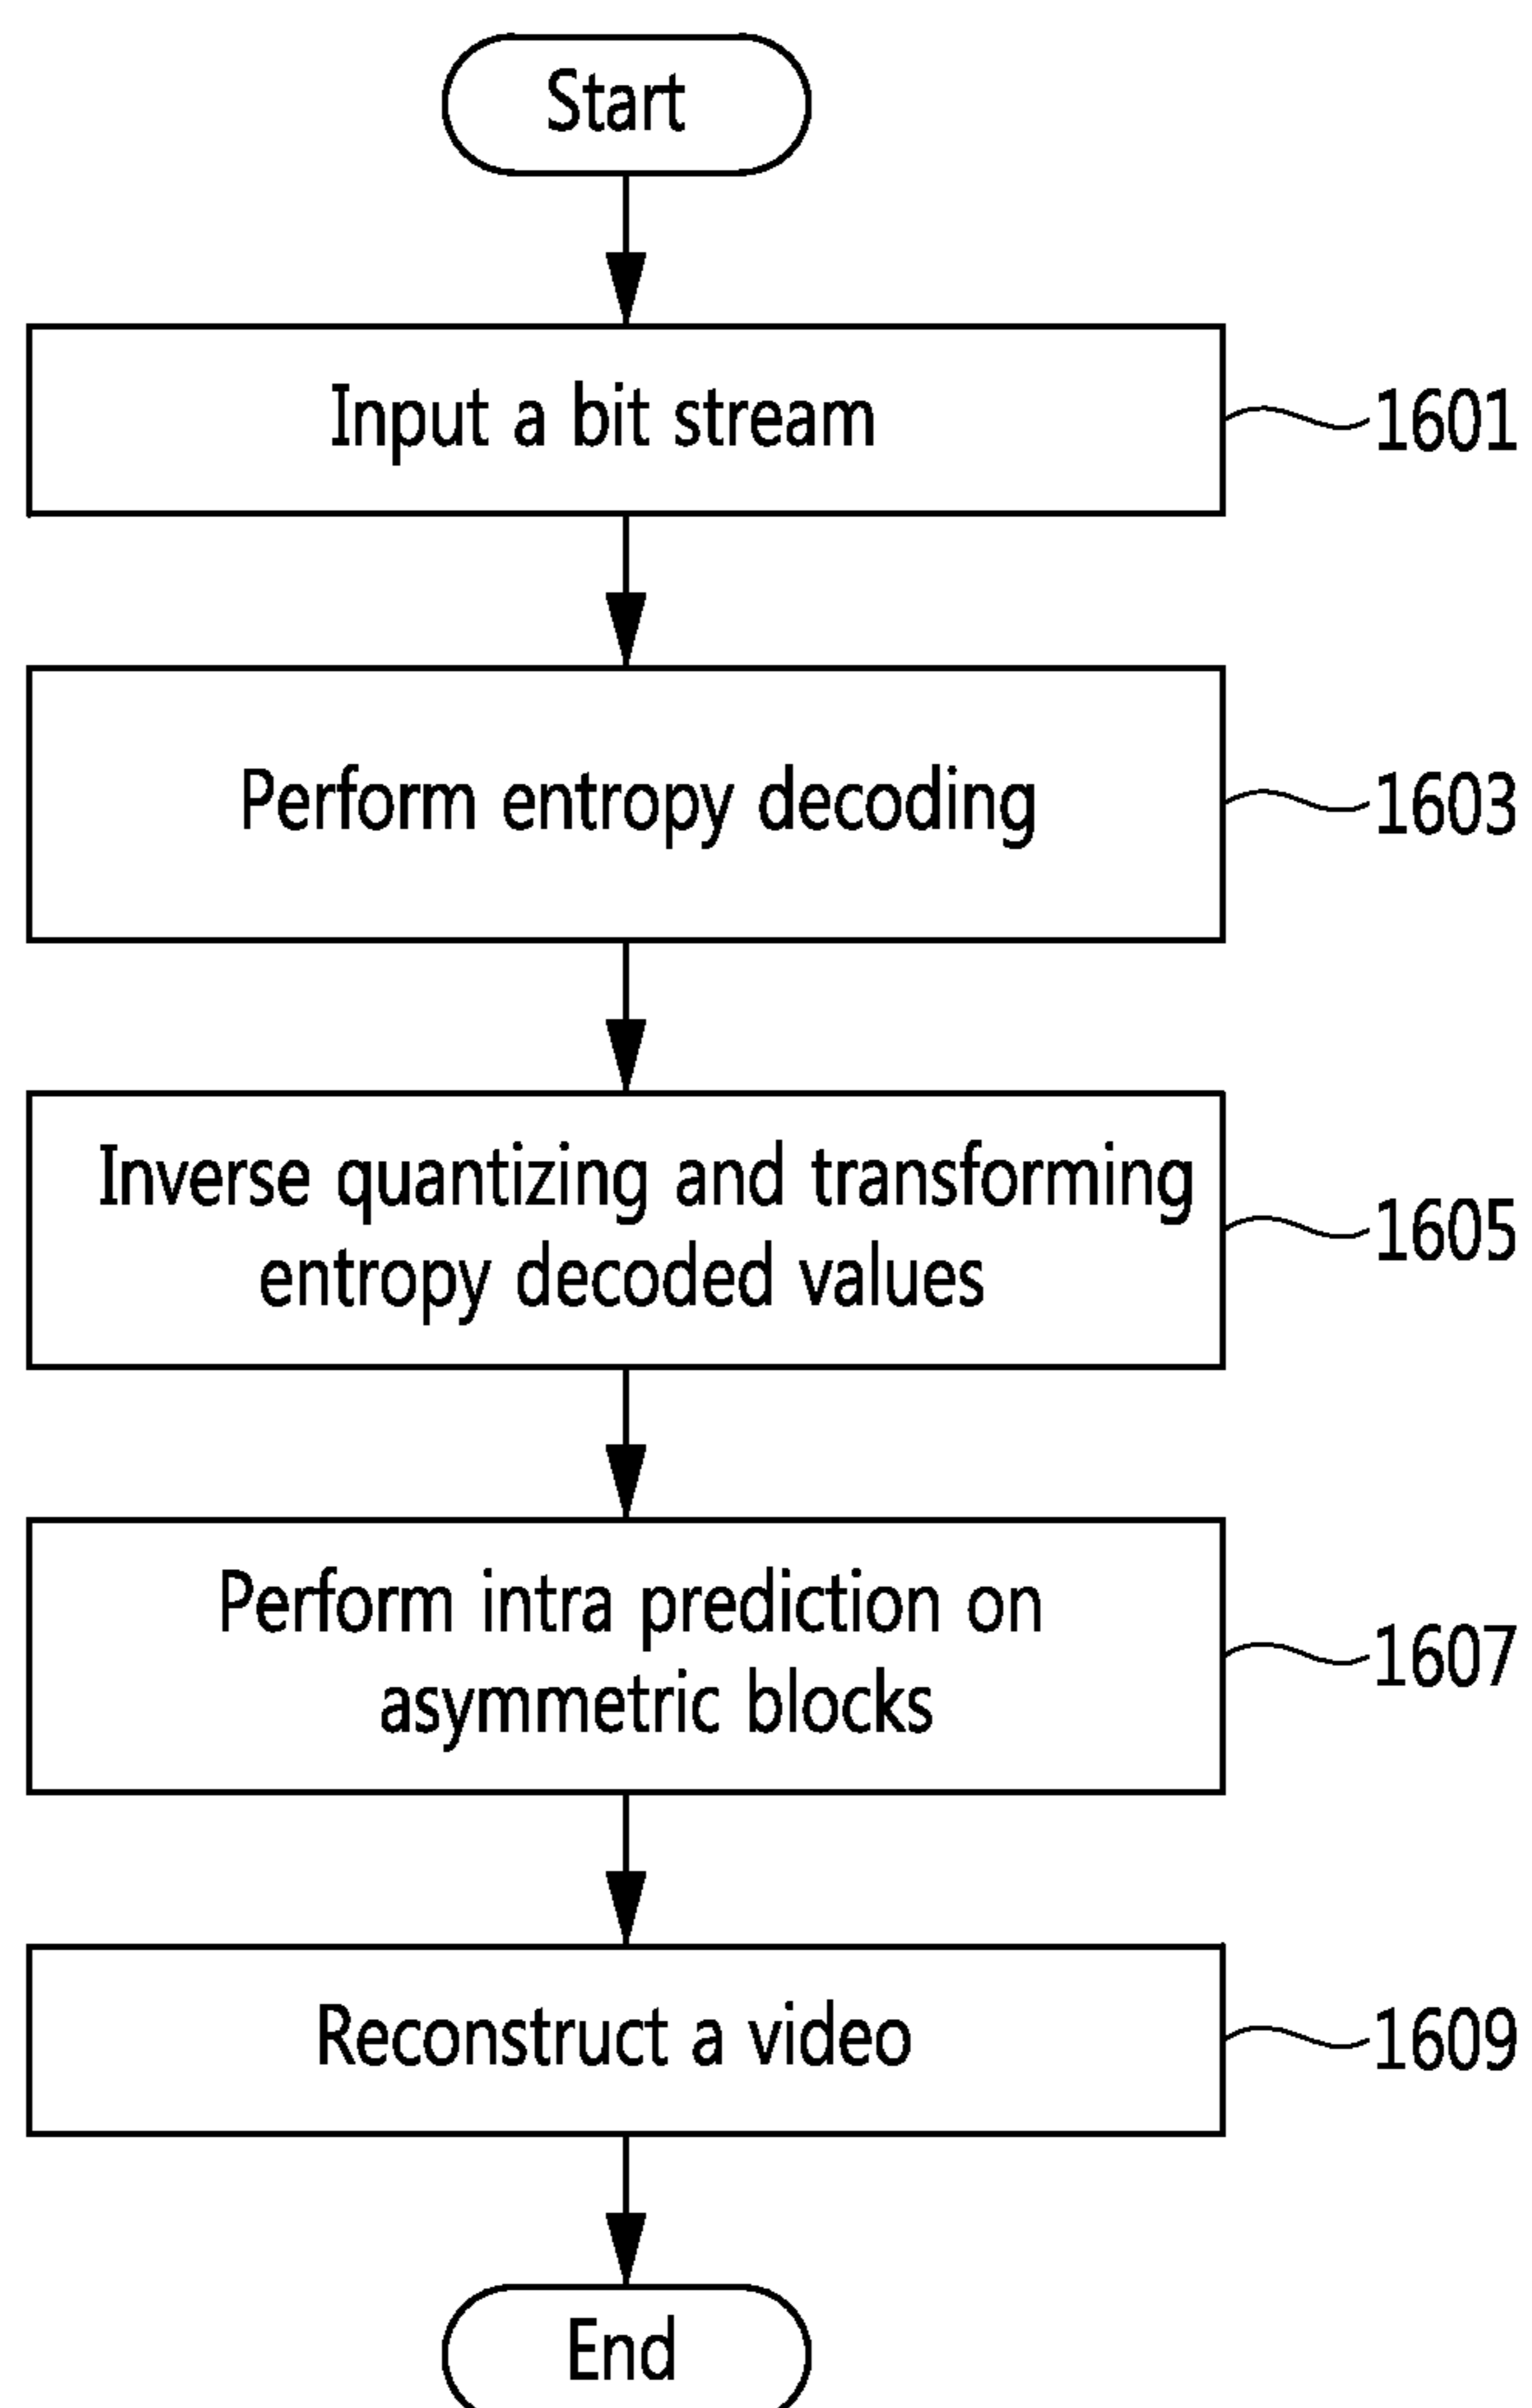 Start
Input a bit stream
1601
Perform entropy decoding
1603
Inverse quantizing and transforming
entropy decoded values
1605
Perform intra prediction on
asymmetric blocks
1607
Reconstruct a video
1609
End